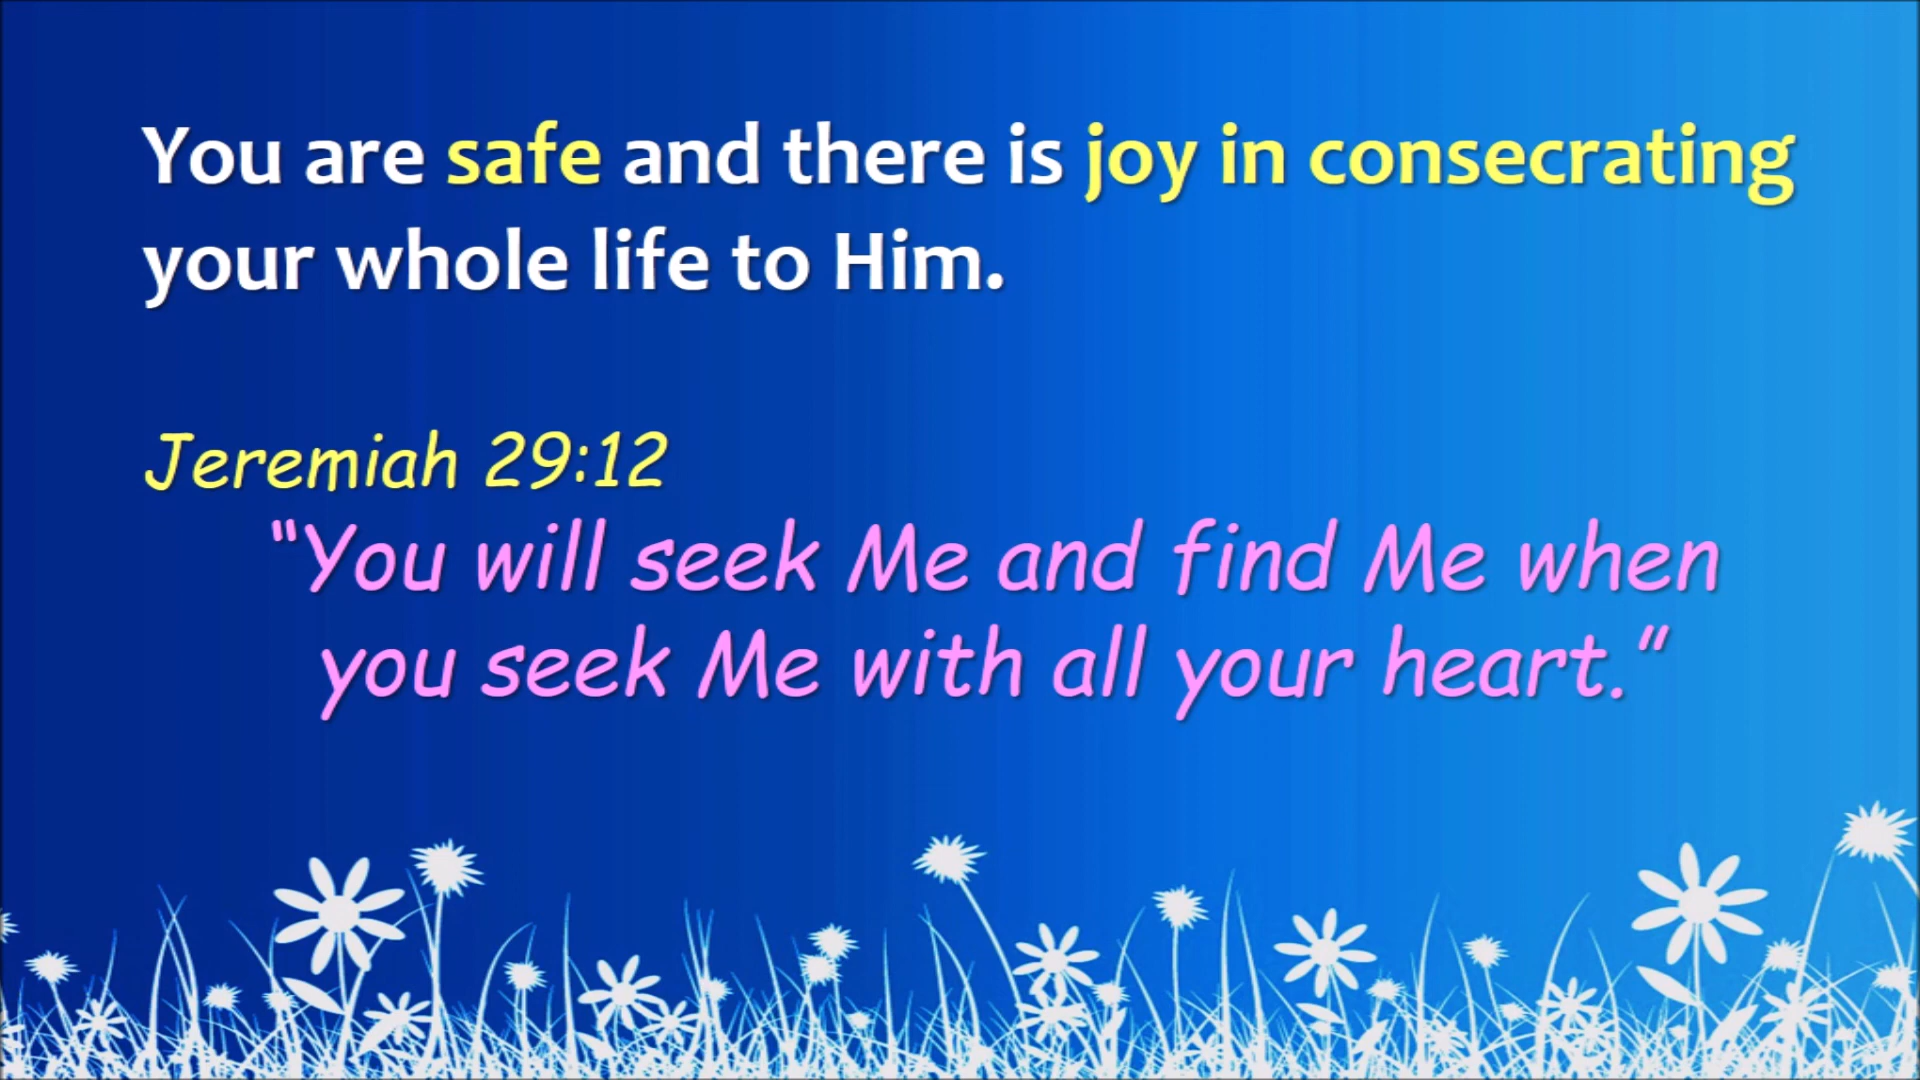 You are safe and there is joy in consecrating
your whole life to Him.
Jeremiah 29:12
“You will seek Me and find Me when
you seek Me with all your heart.”